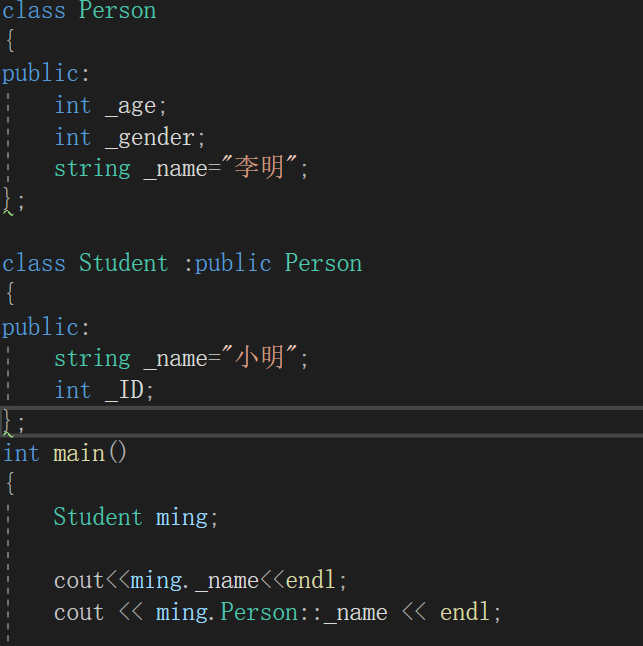 class Person
{
public:
int _age;
int _gender;
string _name="李明";
};
class Student :public Person
{
public:
string _name="小明";
int _ID;
};
int main()
{
Student ming;
cout<<ming._name<<endl;
cout << ming.Person::_name << endl;